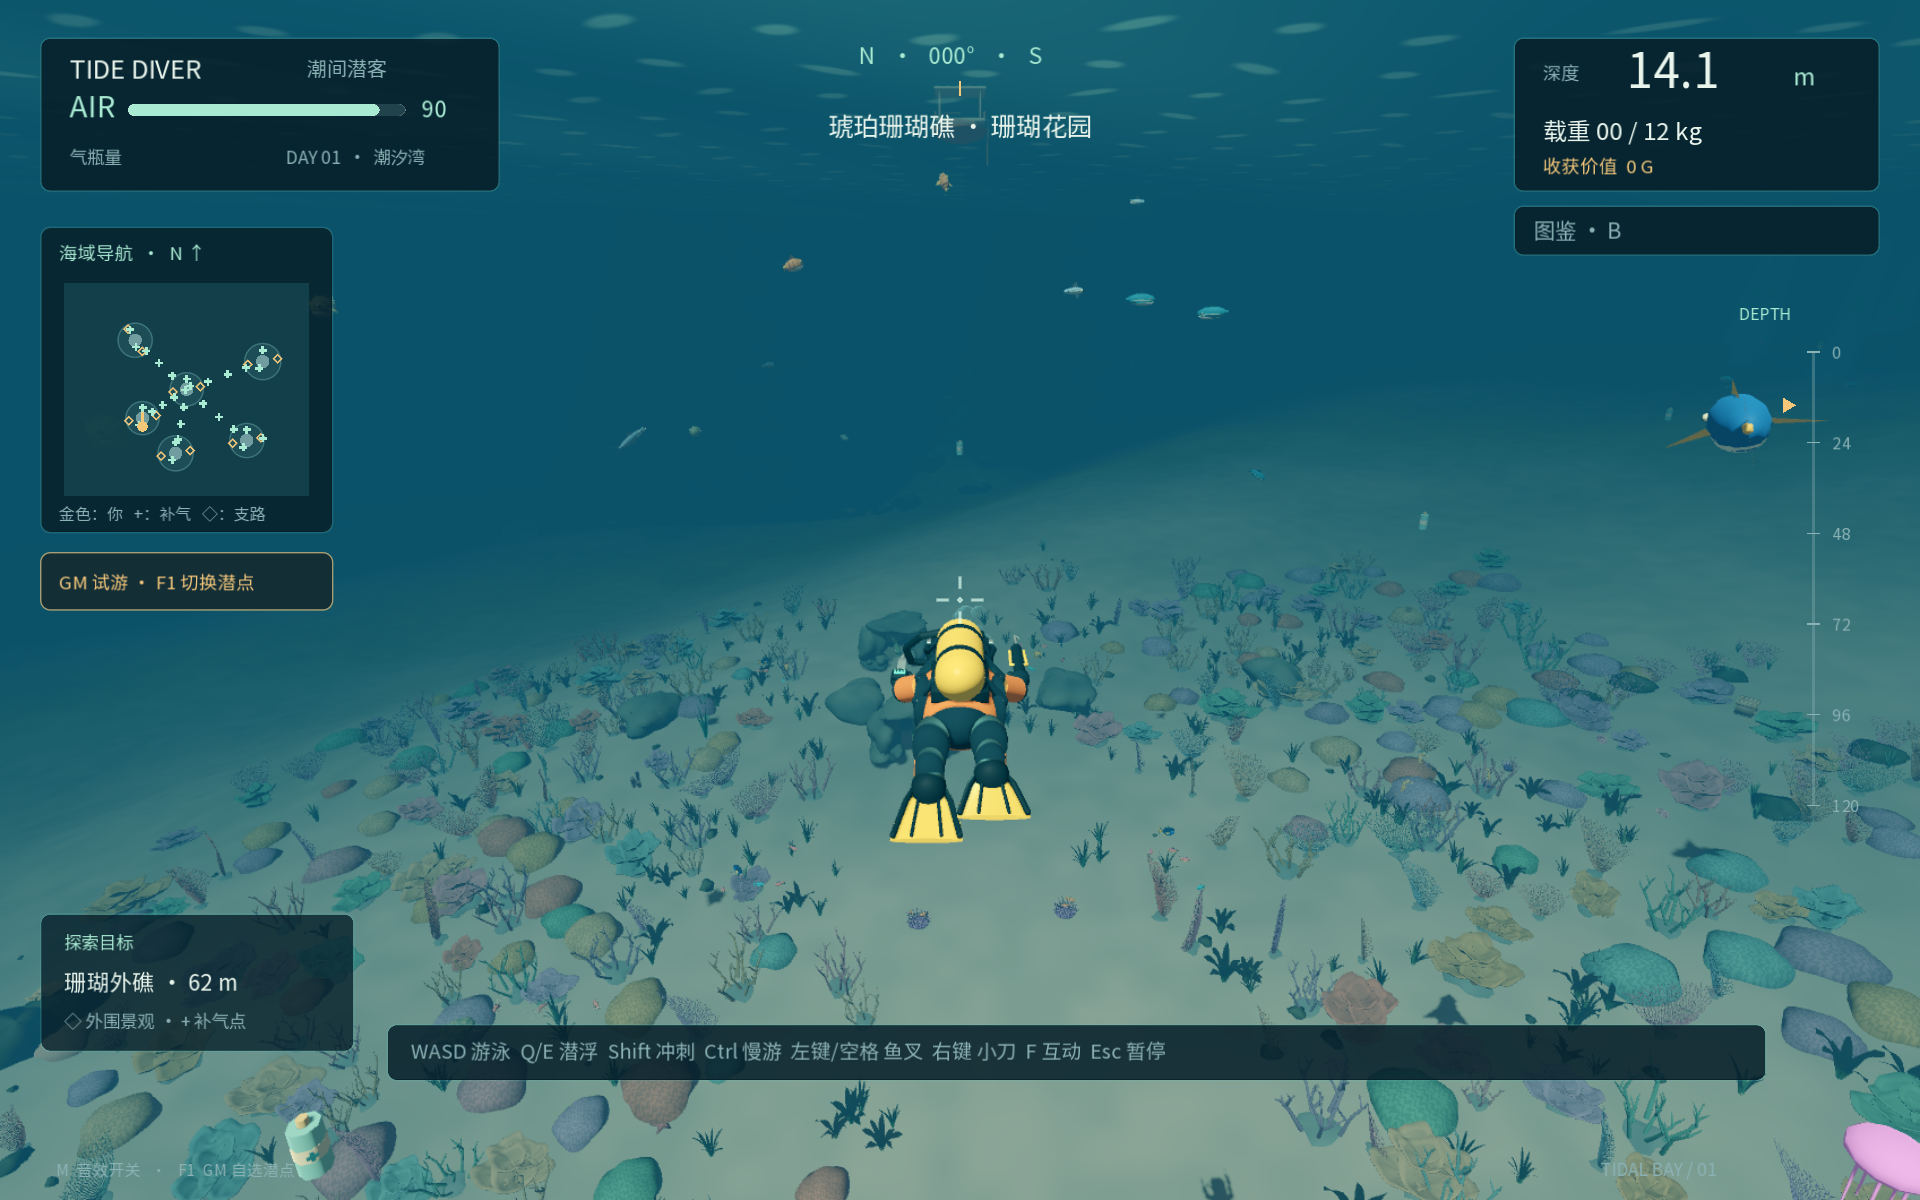 TIDE DIVER 潮间潜客
AIR 90
气瓶量 DAY 01 · 潮汐湾
N · 000° · S
琥珀珊瑚礁 · 珊瑚花园
深度 14.1 m
载重 00 / 12 kg
收获价值 0 G
图鉴 · B
海域导航 · N ↑
金色: 你 +: 补气 ◇: 支路
GM 试游 · F1 切换潜点
DEPTH
0
24
48
72
96
120
探索目标
珊瑚外礁 · 62 m
◇ 外围景观 · + 补气点
WASD 游泳 Q/E 潜浮 Shift 冲刺 Ctrl 慢游 左键/空格 鱼叉 右键 小刀 F 互动 Esc 暂停
M 音效开关 · F1 GM 自选潜点
TIDAL BAY / 01